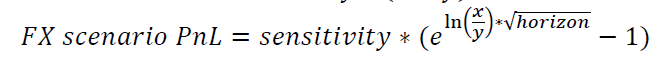 FX scenario PnL = sensitivity * (e^{ln(x/y)*√horizon} − 1)